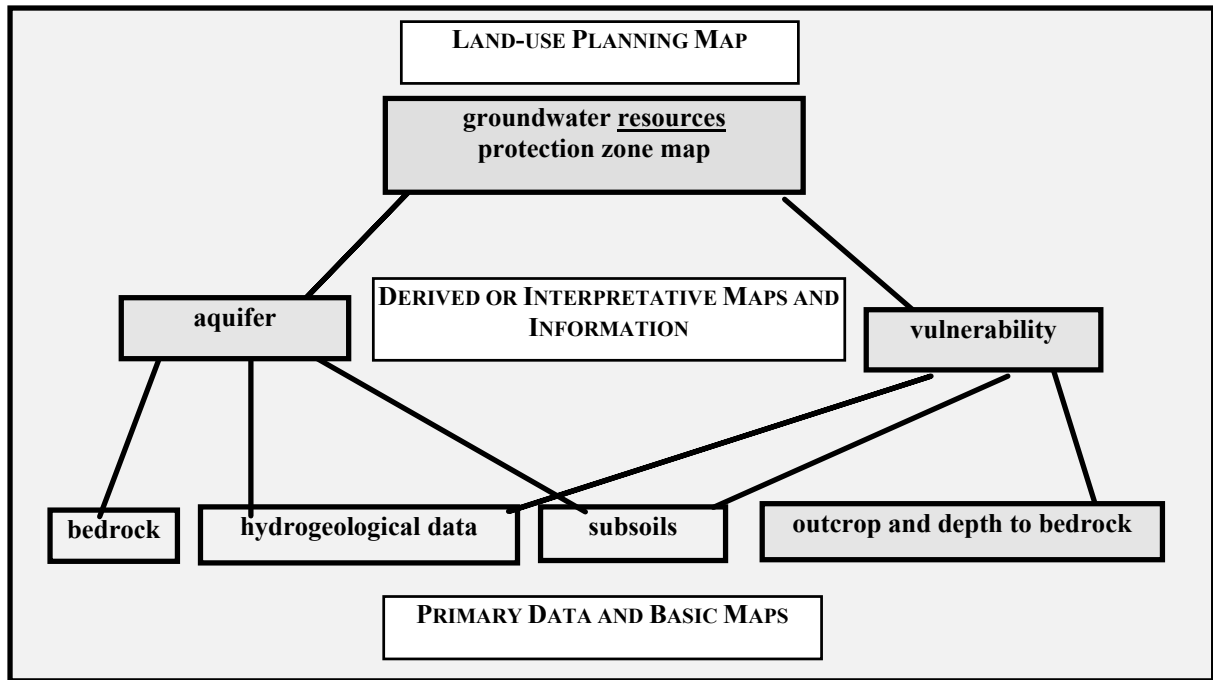 LAND-USE PLANNING MAP
groundwater resources
protection zone map
DERIVED OR INTERPRETATIVE MAPS AND
INFORMATION
aquifer
vulnerability
bedrock
hydrogeological data
subsoils
outcrop and depth to bedrock
PRIMARY DATA AND BASIC MAPS